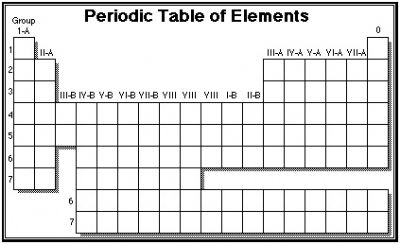 Periodic Table of Elements
Group
1-A
0
1
II-A
III-A IV-A V-A VI-A VII-A
2
3
III-B IV-B V-B VI-B VII-B VIII VIII VIII I-B II-B
4
5
6
7
6
7